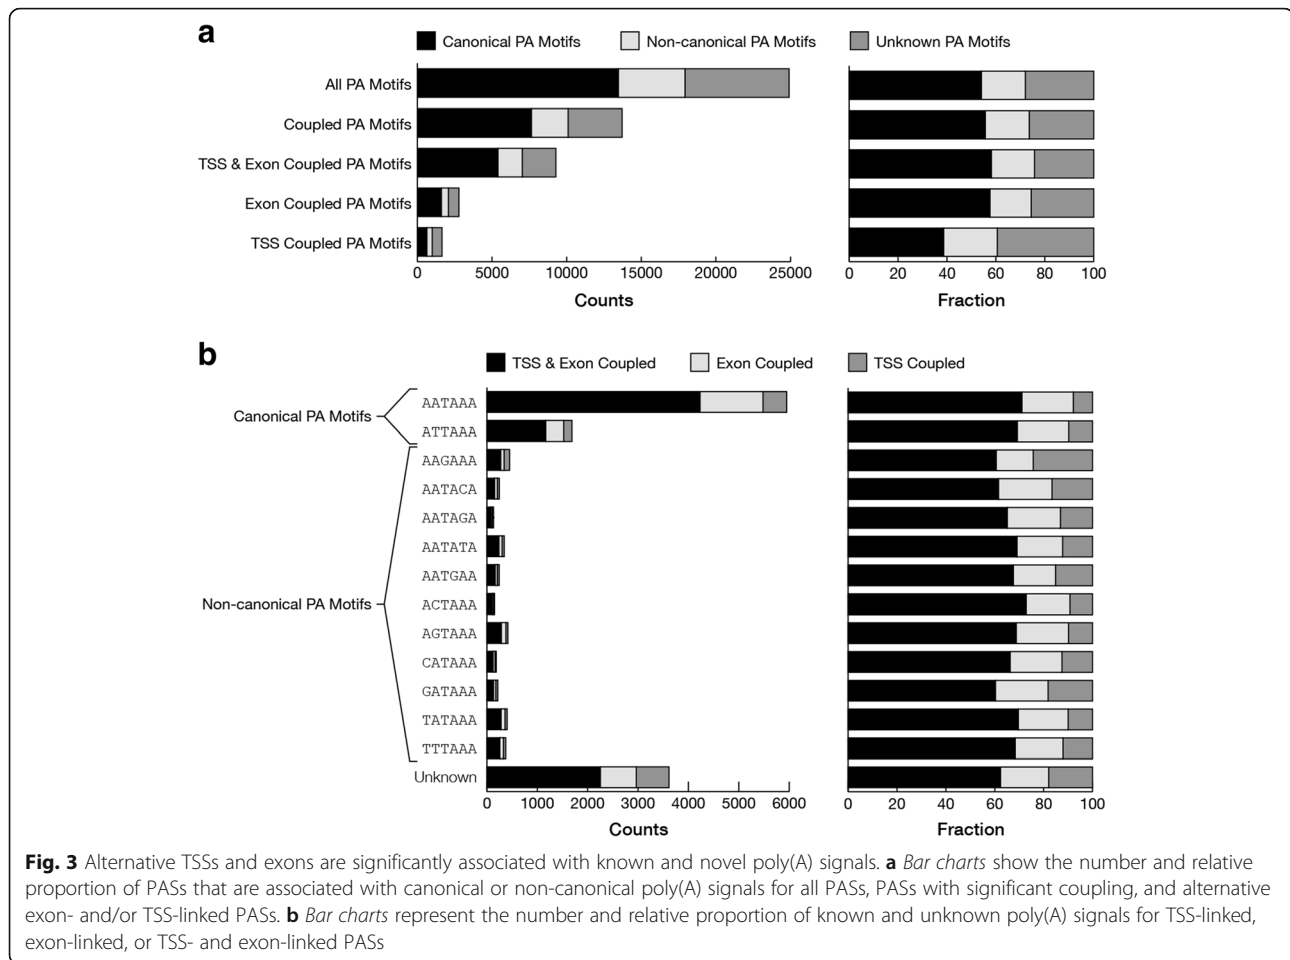 a
Canonical PA Motifs Non-canonical PA Motifs Unknown PA Motifs
All PA Motifs
Coupled PA Motifs
TSS & Exon Coupled PA Motifs
Exon Coupled PA Motifs
TSS Coupled PA Motifs
0 5000 10000 15000 20000 25000
Counts
0 20 40 60 80 100
Fraction
b
TSS & Exon Coupled Exon Coupled TSS Coupled
Canonical PA Motifs
AATAAA
ATTAAA
Non-canonical PA Motifs
AAGAAA
AATACA
AATAGA
AATATA
AATGAA
ACTAAA
AGTAAA
CATAAA
GATAAA
TATAAA
TTTAAA
Unknown
0 1000 2000 3000 4000 5000 6000
Counts
0 20 40 60 80 100
Fraction
Fig. 3 Alternative TSSs and exons are significantly associated with known and novel poly(A) signals. a Bar charts show the number and relative
proportion of PASs that are associated with canonical or non-canonical poly(A) signals for all PASs, PASs with significant coupling, and alternative
exon- and/or TSS-linked PASs. b Bar charts represent the number and relative proportion of known and unknown poly(A) signals for TSS-linked,
exon-linked, or TSS- and exon-linked PASs